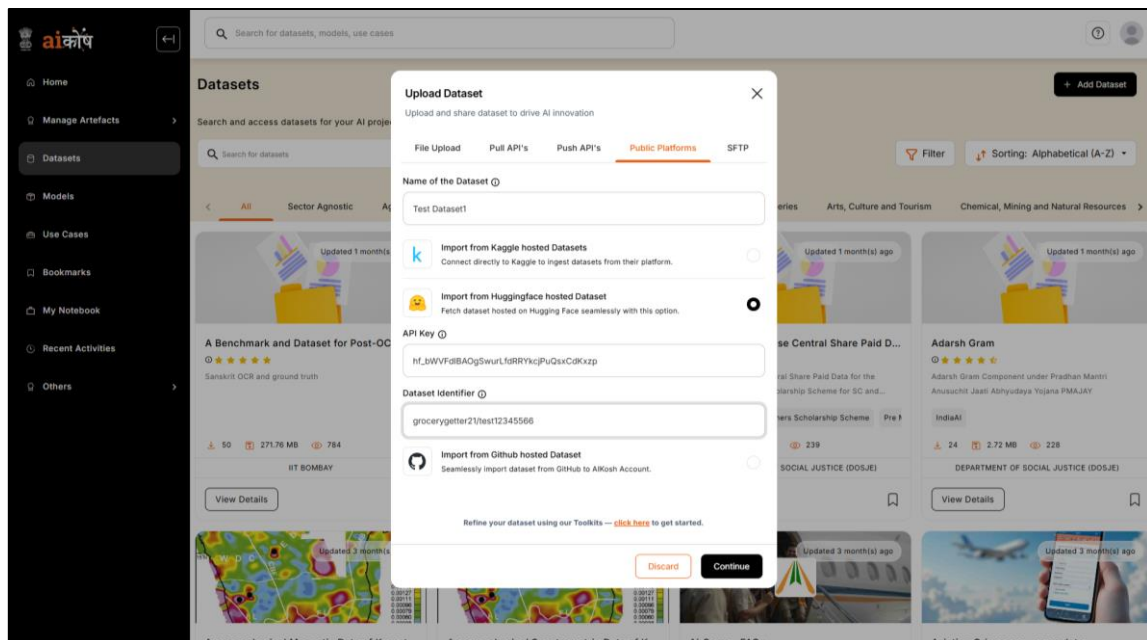 aiकोष
Search for datasets, models, use cases
Home
Manage Artefacts
Datasets
Models
Use Cases
Bookmarks
My Notebook
Recent Activities
Others
Datasets
+ Add Dataset
Search and access datasets for your AI proje
Search for datasets
Filter
Sorting: Alphabetical (A-Z)
All
Sector Agnostic
Ag
eries
Arts, Culture and Tourism
Chemical, Mining and Natural Resources
Upload Dataset
Upload and share dataset to drive AI innovation
File Upload
Pull API's
Push API's
Public Platforms
SFTP
Name of the Dataset
Test Dataset1
Import from Kaggle hosted Datasets
Connect directly to Kaggle to ingest datasets from their platform.
Import from Huggingface hosted Dataset
Fetch dataset hosted on Hugging Face seamlessly with this option.
API Key
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
Dataset Identifier
grocerygetter21/test12345566
Import from Github hosted Dataset
Seamlessly import dataset from GitHub to AIKosh Account.
Refine your dataset using our Toolkits — click here to get started.
Discard
Continue
Updated 1 month(s
A Benchmark and Dataset for Post-OC
Sanskrit OCR and ground truth
50
271.76 MB
784
IIT BOMBAY
View Details
Updated 1 month(s) ago
se Central Share Paid D...
ral Share Paid Data for the
olarship Scheme for SC and...
ners Scholarship Scheme
Pre M
239
SOCIAL JUSTICE (DOSJE)
Updated 1 month(s) ago
Adarsh Gram
Adarsh Gram Component under Pradhan Mantri
Anusuchit Jaati Abhyudaya Yojana PMAJAY
IndiaAI
24
2.72 MB
228
DEPARTMENT OF SOCIAL JUSTICE (DOSJE)
View Details
Updated 3 month(s
Updated 3 month(s) ago
Updated 3 month(s) ago